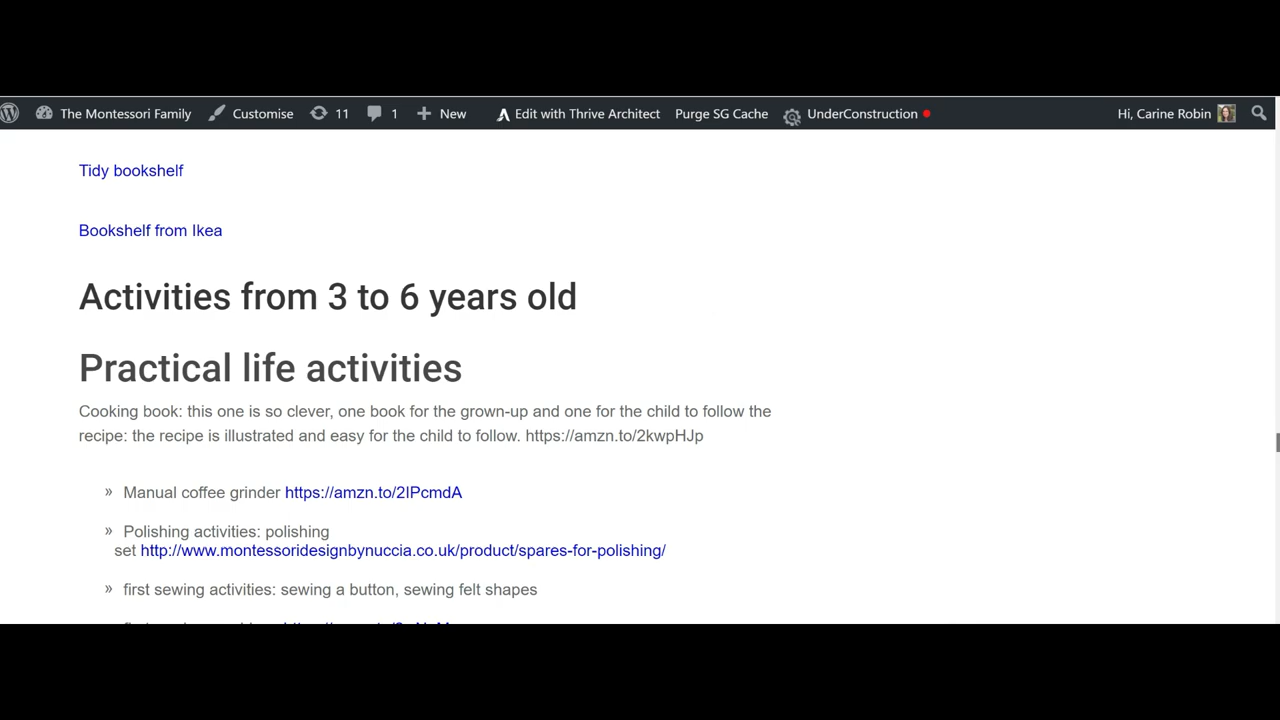 The Montessori Family Customise 11 1 New Edit with Thrive Architect Purge SG Cache UnderConstruction Hi, Carine Robin
Tidy bookshelf
Bookshelf from Ikea
Activities from 3 to 6 years old
Practical life activities
Cooking book: this one is so clever, one book for the grown-up and one for the child to follow the
recipe: the recipe is illustrated and easy for the child to follow. https://amzn.to/2kwpHJp
» Manual coffee grinder https://amzn.to/2IPcmdA
» Polishing activities: polishing
set http://www.montessoridesignbynuccia.co.uk/product/spares-for-polishing/
» first sewing activities: sewing a button, sewing felt shapes